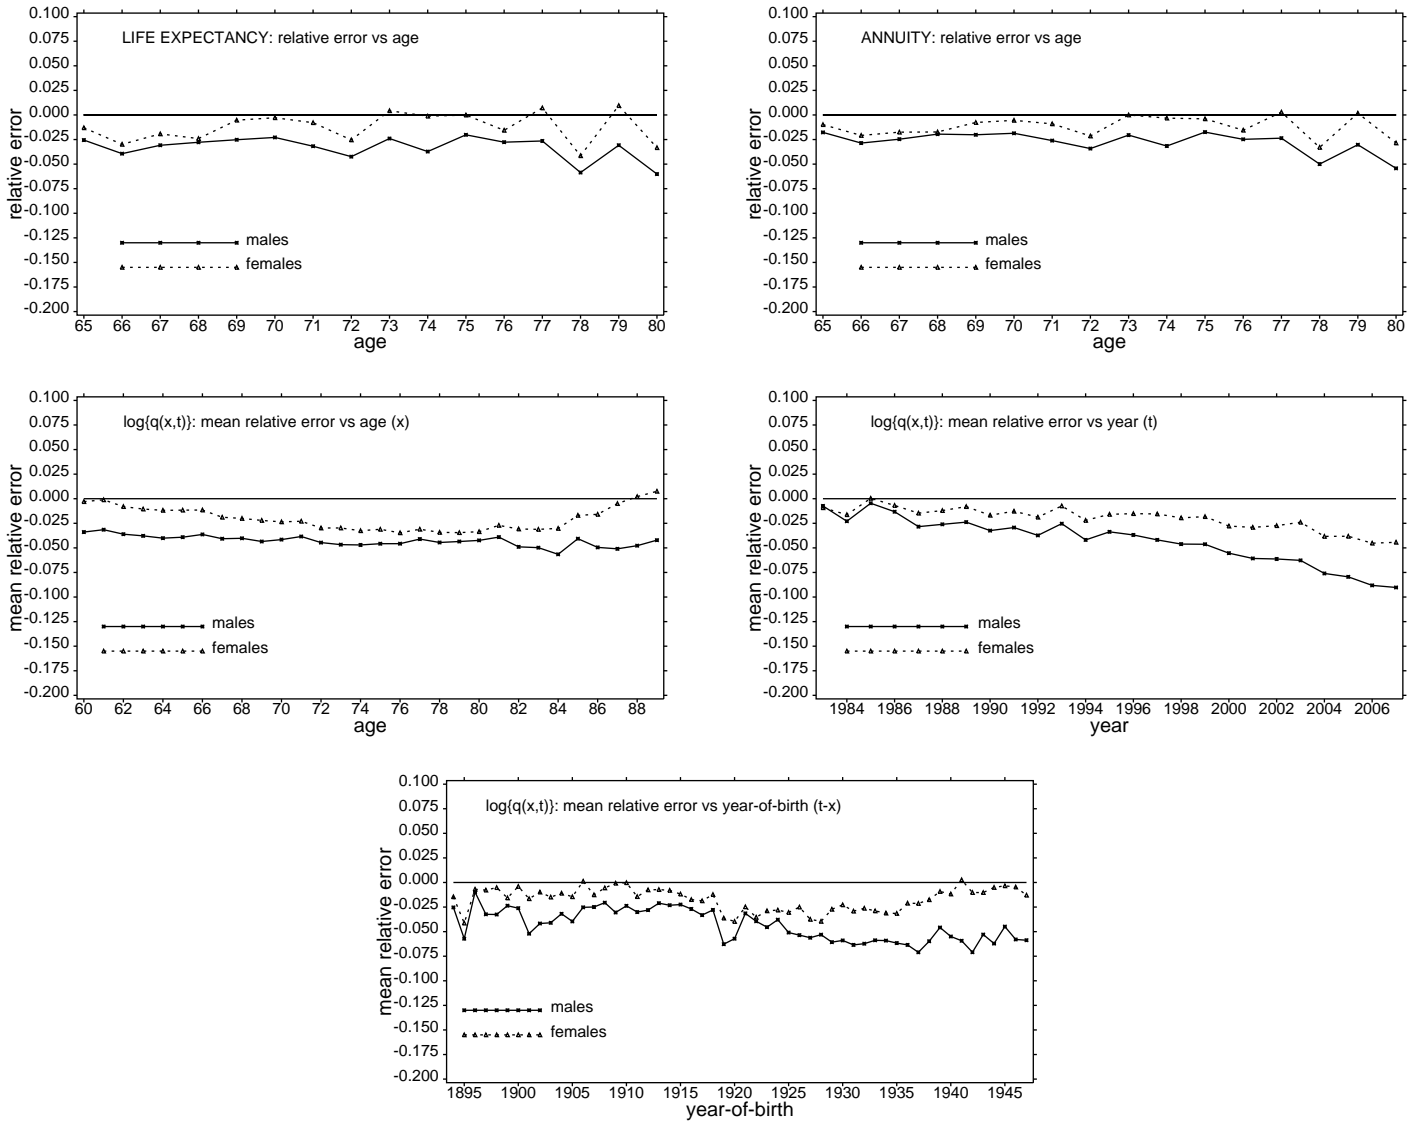 LIFE EXPECTANCY: relative error vs age
0.100
0.075
0.050
0.025
0.000
-0.025
-0.050
-0.075
-0.100
-0.125
-0.150
-0.175
-0.200
relative error
males
females
65 66 67 68 69 70 71 72 73 74 75 76 77 78 79 80
age
ANNUITY: relative error vs age
0.100
0.075
0.050
0.025
0.000
-0.025
-0.050
-0.075
-0.100
-0.125
-0.150
-0.175
-0.200
relative error
males
females
65 66 67 68 69 70 71 72 73 74 75 76 77 78 79 80
age
log{q(x,t)}: mean relative error vs age (x)
0.100
0.075
0.050
0.025
0.000
-0.025
-0.050
-0.075
-0.100
-0.125
-0.150
-0.175
-0.200
mean relative error
males
females
60 62 64 66 68 70 72 74 76 78 80 82 84 86 88
age
log{q(x,t)}: mean relative error vs year (t)
0.100
0.075
0.050
0.025
0.000
-0.025
-0.050
-0.075
-0.100
-0.125
-0.150
-0.175
-0.200
mean relative error
males
females
1984 1986 1988 1990 1992 1994 1996 1998 2000 2002 2004 2006
year
log{q(x,t)}: mean relative error vs year-of-birth (t-x)
0.100
0.075
0.050
0.025
0.000
-0.025
-0.050
-0.075
-0.100
-0.125
-0.150
-0.175
-0.200
mean relative error
males
females
1895 1900 1905 1910 1915 1920 1925 1930 1935 1940 1945
year-of-birth